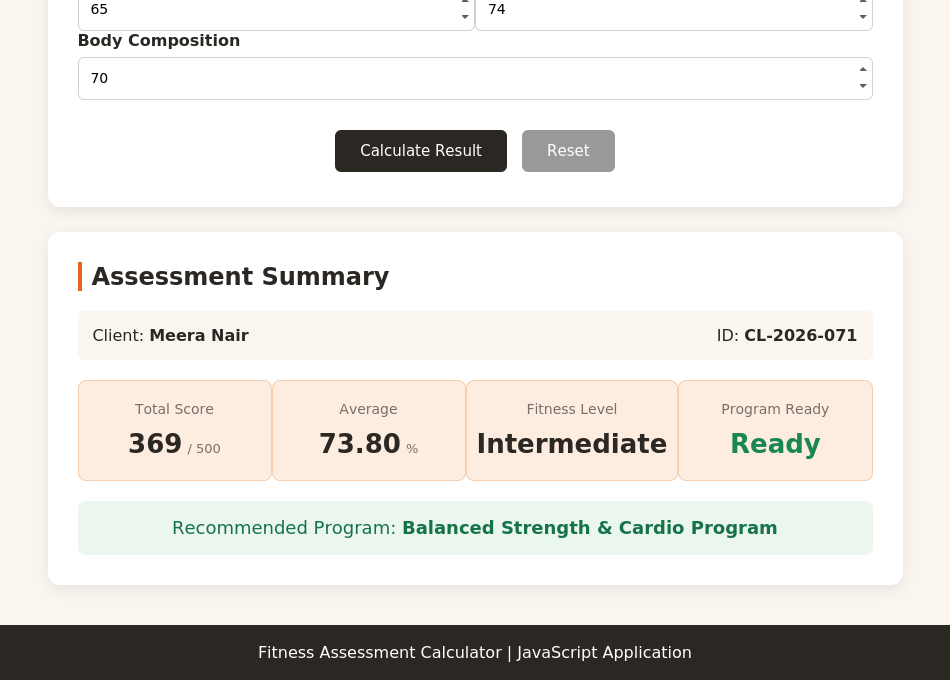 65 74
Body Composition
70
Calculate Result Reset
Assessment Summary
Client: Meera Nair ID: CL-2026-071
Total Score Average Fitness Level Program Ready
369 / 500 73.80 % Intermediate Ready
Recommended Program: Balanced Strength & Cardio Program
Fitness Assessment Calculator | JavaScript Application